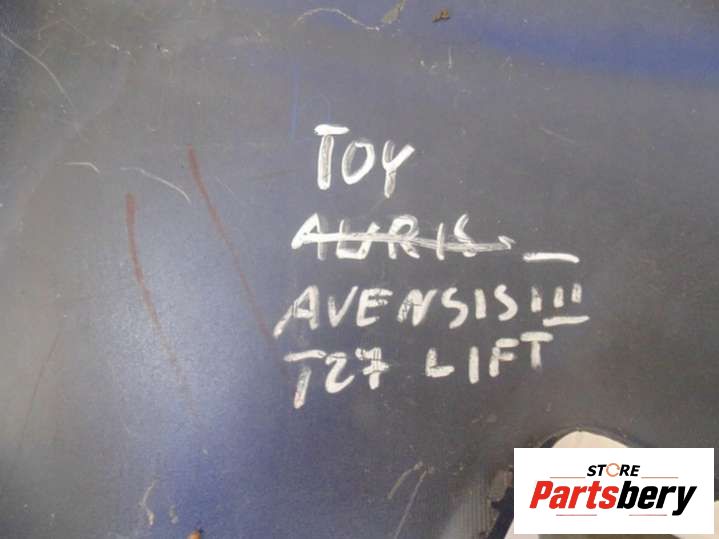 TOY
AURIS
AVENSIS III
T27 LIFT
STORE
Partsbery